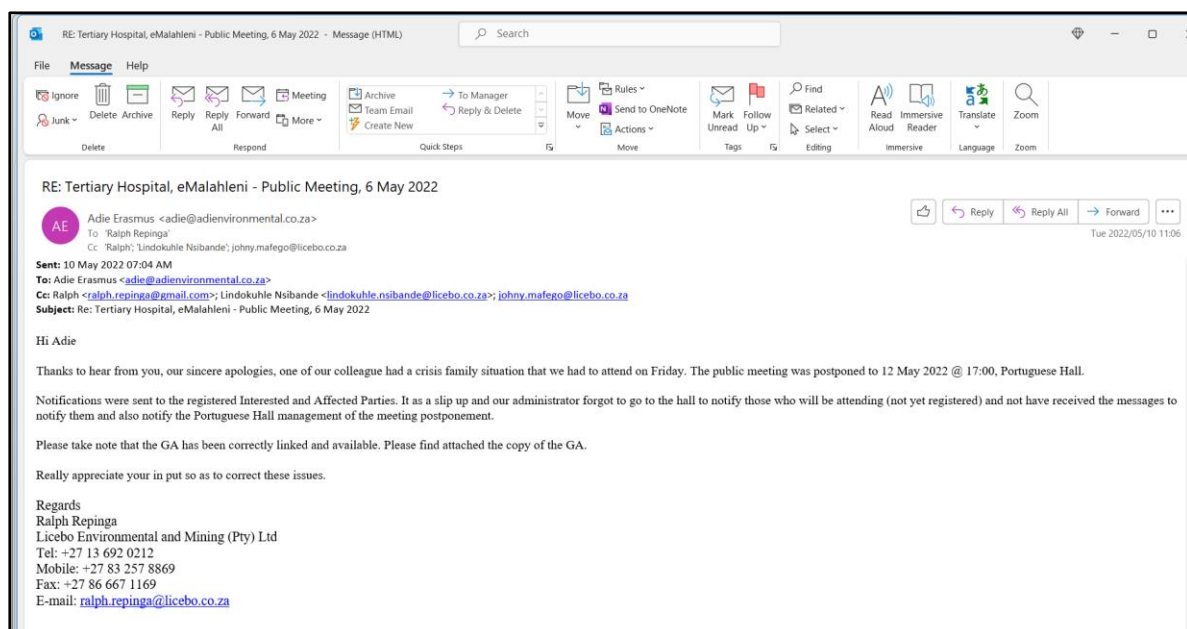 RE: Tertiary Hospital, eMalahleni - Public Meeting, 6 May 2022 - Message (HTML)
Search
File Message Help
Ignore
Junk
Delete
Archive
Delete
Reply
Reply All
Forward
Meeting
More
Respond
Archive
Team Email
Create New
To Manager
Reply & Delete
Quick Steps
Move
Rules
Send to OneNote
Actions
Move
Mark Unread
Follow Up
Tags
Find
Related
Select
Editing
Read Aloud
Immersive Reader
Immersive
Translate
Language
Zoom
Zoom
RE: Tertiary Hospital, eMalahleni - Public Meeting, 6 May 2022
AE
Adie Erasmus <adie@adienvironmental.co.za>
To 'Ralph Repinga'
Cc 'Ralph'; 'Lindokuhle Nsibande'; johny.mafego@licebo.co.za
Reply
Reply All
Forward
Tue 2022/05/10 11:06
Sent: 10 May 2022 07:04 AM
To: Adie Erasmus <adie@adienvironmental.co.za>
Cc: Ralph <ralph.repinga@gmail.com>; Lindokuhle Nsibande <lindokuhle.nsibande@licebo.co.za>; johny.mafego@licebo.co.za
Subject: Re: Tertiary Hospital, eMalahleni - Public Meeting, 6 May 2022
Hi Adie
Thanks to hear from you, our sincere apologies, one of our colleague had a crisis family situation that we had to attend on Friday. The public meeting was postponed to 12 May 2022 @ 17:00, Portuguese Hall.
Notifications were sent to the registered Interested and Affected Parties. It as a slip up and our administrator forgot to go to the hall to notify those who will be attending (not yet registered) and not have received the messages to
notify them and also notify the Portuguese Hall management of the meeting postponement.
Please take note that the GA has been correctly linked and available. Please find attached the copy of the GA.
Really appreciate your in put so as to correct these issues.
Regards
Ralph Repinga
Licebo Environmental and Mining (Pty) Ltd
Tel: +27 13 692 0212
Mobile: +27 83 257 8869
Fax: +27 86 667 1169
E-mail: ralph.repinga@licebo.co.za